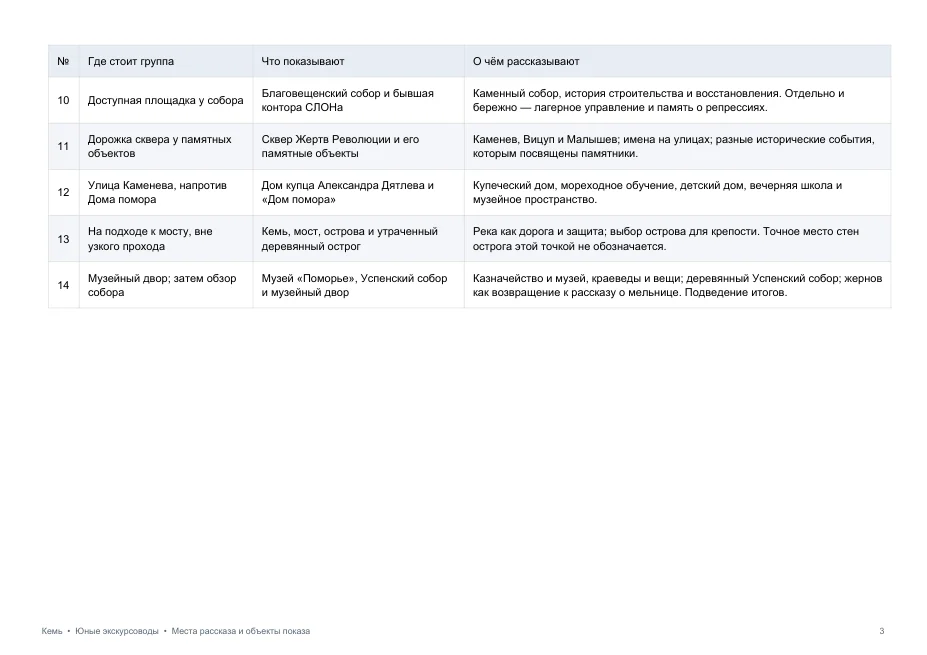 № Где стоит группа Что показывают О чём рассказывают
10 Доступная площадка у собора Благовещенский собор и бывшая контора СЛОНа Каменный собор, история строительства и восстановления. Отдельно и бережно — лагерное управление и память о репрессиях.
11 Дорожка сквера у памятных объектов Сквер Жертв Революции и его памятные объекты Каменев, Вицуп и Малышев; имена на улицах; разные исторические события, которым посвящены памятники.
12 Улица Каменева, напротив Дома помора Дом купца Александра Дятлева и «Дом помора» Купеческий дом, мореходное обучение, детский дом, вечерняя школа и музейное пространство.
13 На подходе к мосту, вне узкого прохода Кемь, мост, острова и утраченный деревянный острог Река как дорога и защита; выбор острова для крепости. Точное место стен острога этой точкой не обозначается.
14 Музейный двор; затем обзор собора Музей «Поморье», Успенский собор и музейный двор Казначейство и музей, краеведы и вещи; деревянный Успенский собор; жернов как возвращение к рассказу о мельнице. Подведение итогов.
Кемь • Юные экскурсоводы • Места рассказа и объекты показа 3